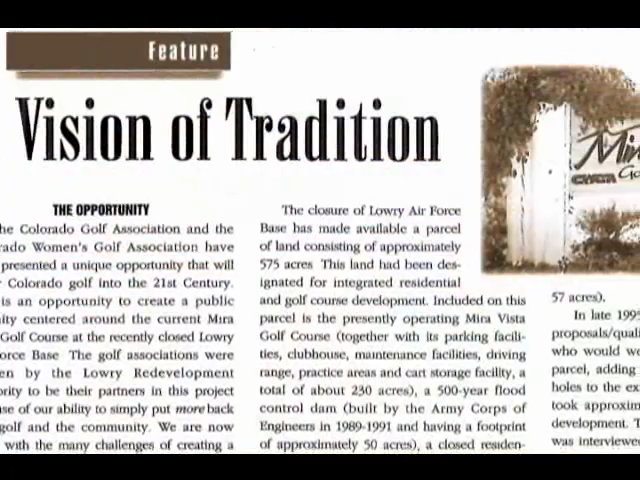 Feature
Vision of Tradition
THE OPPORTUNITY
he Colorado Golf Association and the
rado Women's Golf Association have
presented a unique opportunity that will
Colorado golf into the 21st Century.
is an opportunity to create a public
ity centered around the current Mira
Golf Course at the recently closed Lowry
orce Base The golf associations were
en by the Lowry Redevelopment
ority to be their partners in this project
use of our ability to simply put more back
golf and the community. We are now
with the many challenges of creating a
The closure of Lowry Air Force
Base has made available a parcel
of land consisting of approximately
575 acres This land had been des-
ignated for integrated residential
and golf course development. Included on this
parcel is the presently operating Mira Vista
Golf Course (together with its parking facili-
ties, clubhouse, maintenance facilities, driving
range, practice areas and cart storage facility, a
total of about 230 acres), a 500-year flood
control dam (built by the Army Corps of
Engineers in 1989-1991 and having a footprint
of approximately 50 acres), a closed residen-
Mir
Go
57 acres).
In late 1995
proposals/quali
who would wo
parcel, adding
holes to the ex
took approxim
development. T
was interviewe